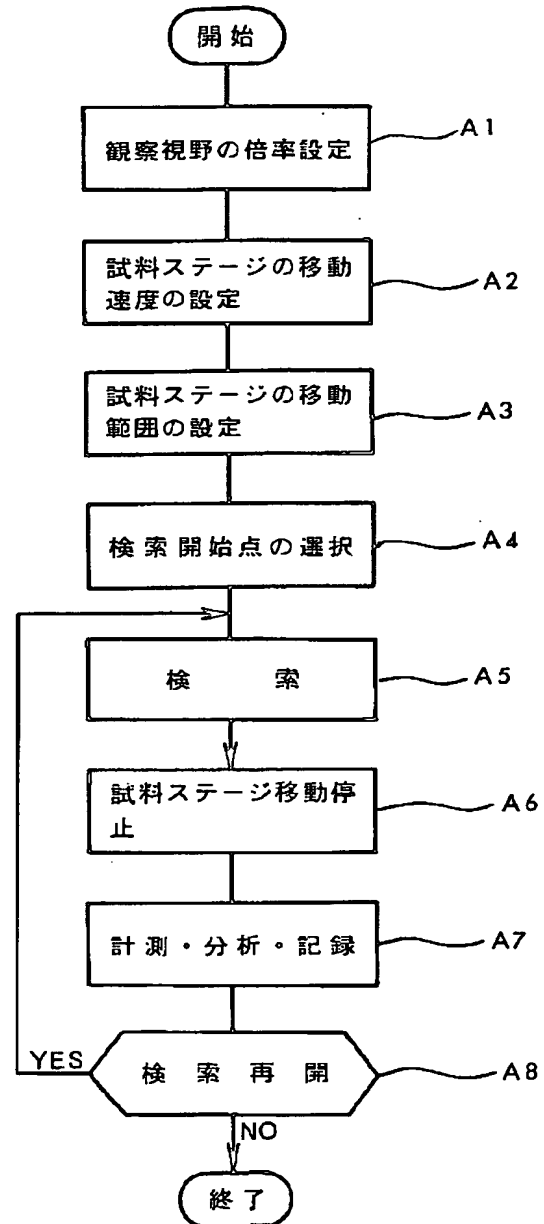 開始
観察視野の倍率設定
A1
試料ステージの移動
速度の設定
A2
試料ステージの移動
範囲の設定
A3
検索開始点の選択
A4
検索
A5
試料ステージ移動停
止
A6
計測・分析・記録
A7
検索再開
A8
YES
NO
終了